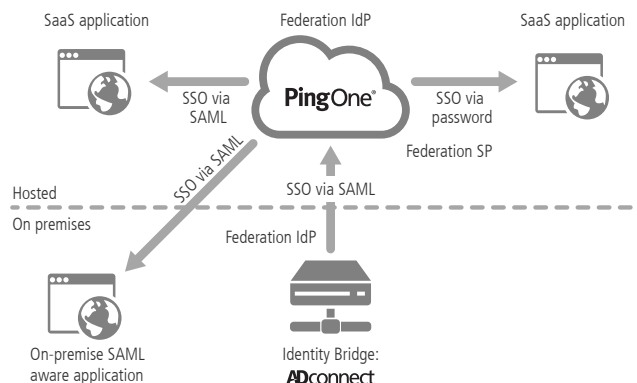 SaaS application
Federation IdP
SaaS application
PingOne®
SSO via
SAML
SSO via
password
Federation SP
SSO via SAML
SSO via SAML
Hosted
On premises
Federation IdP
On-premise SAML
aware application
Identity Bridge:
ADconnect